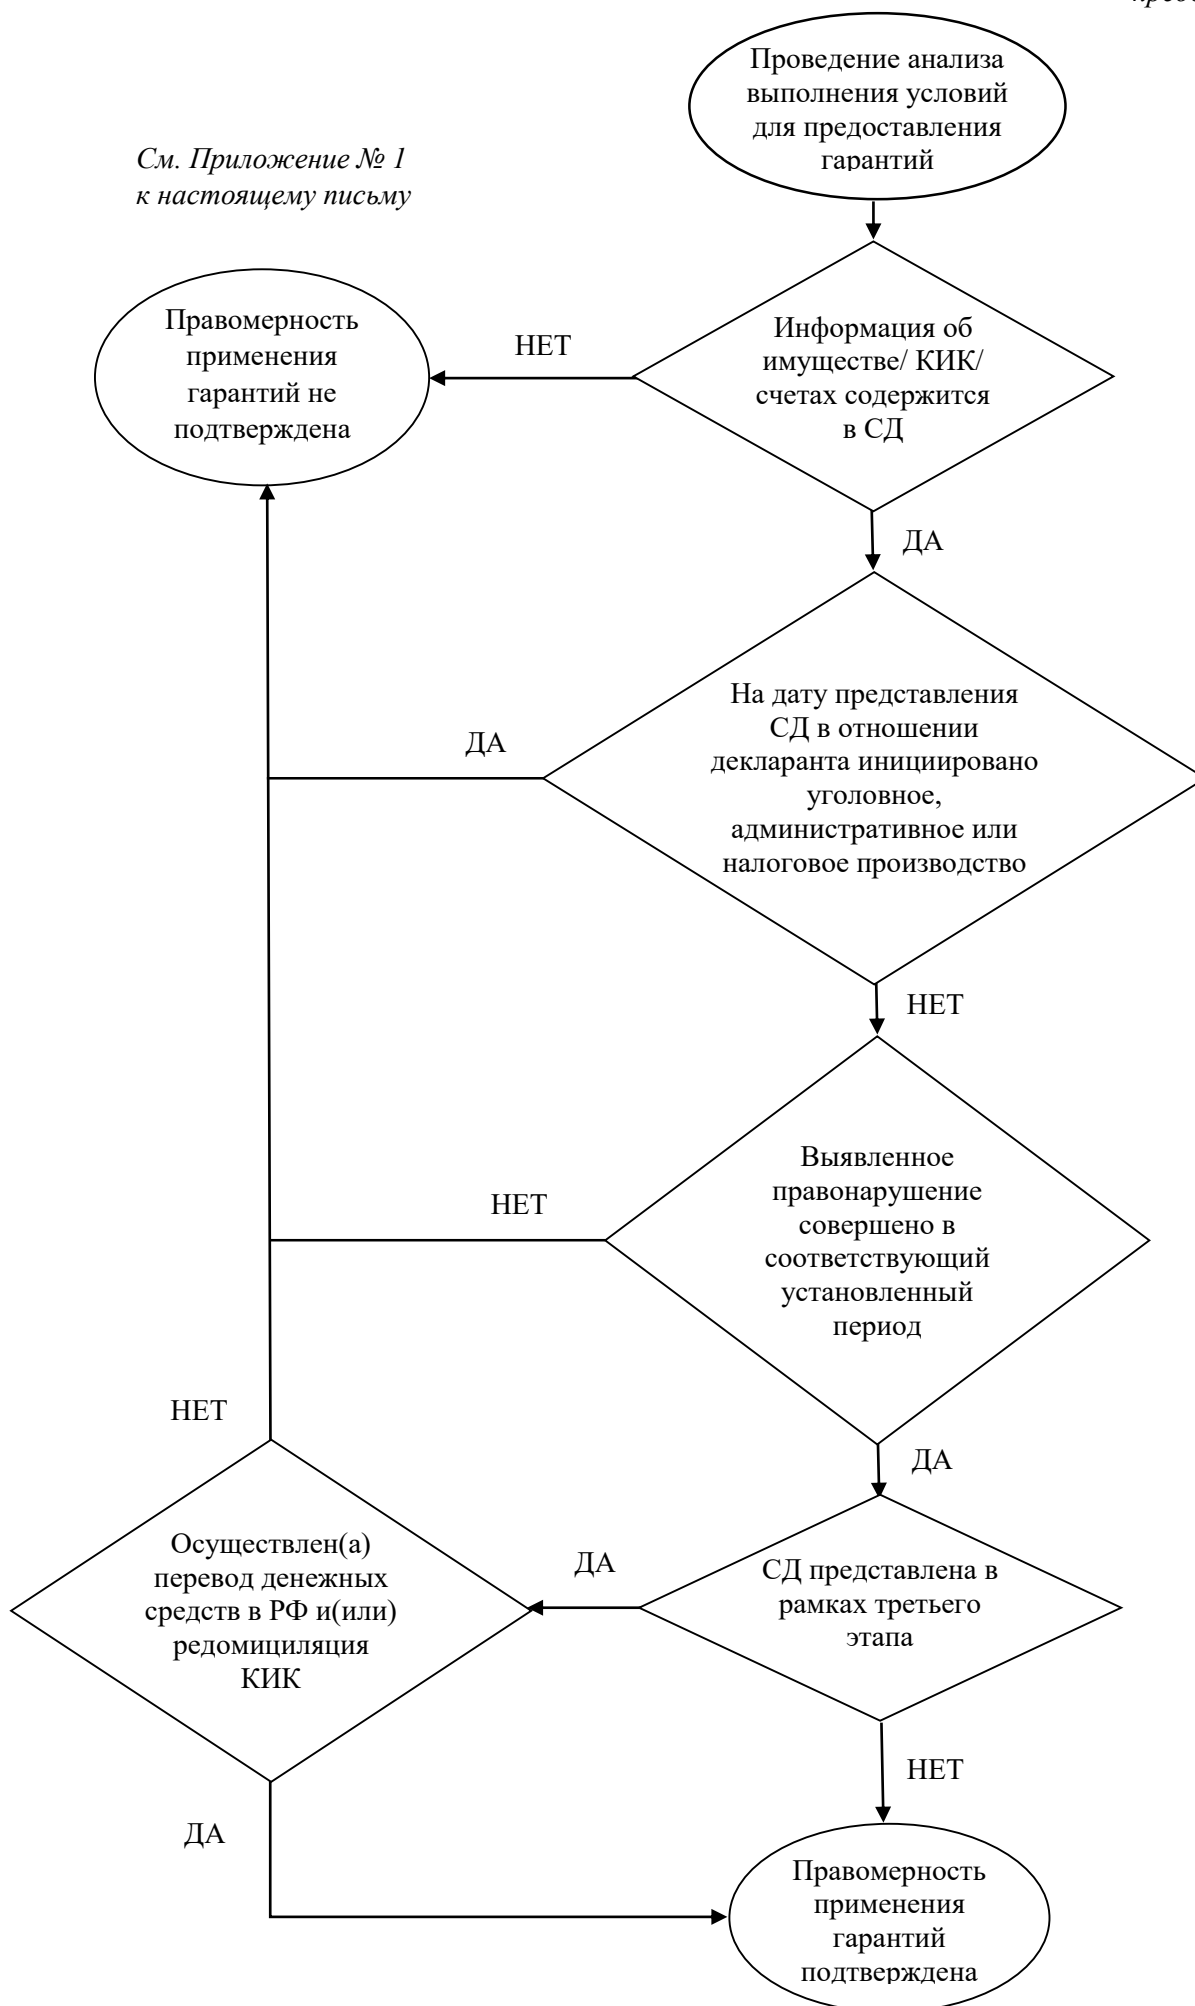 Проведение анализа
выполнения условий
для предоставления
гарантий
См. Приложение № 1
к настоящему письму
Правомерность
применения
гарантий не
подтверждена
НЕТ
Информация об
имуществе/ КИК/
счетах содержится
в СД
ДА
ДА
На дату представления
СД в отношении
декларанта инициировано
уголовное,
административное или
налоговое производство
НЕТ
НЕТ
Выявленное
правонарушение
совершено в
соответствующий
установленный
период
НЕТ
ДА
Осуществлен(а)
перевод денежных
средств в РФ и(или)
редомициляция
КИК
ДА
СД представлена в
рамках третьего
этапа
НЕТ
ДА
Правомерность
применения
гарантий
подтверждена